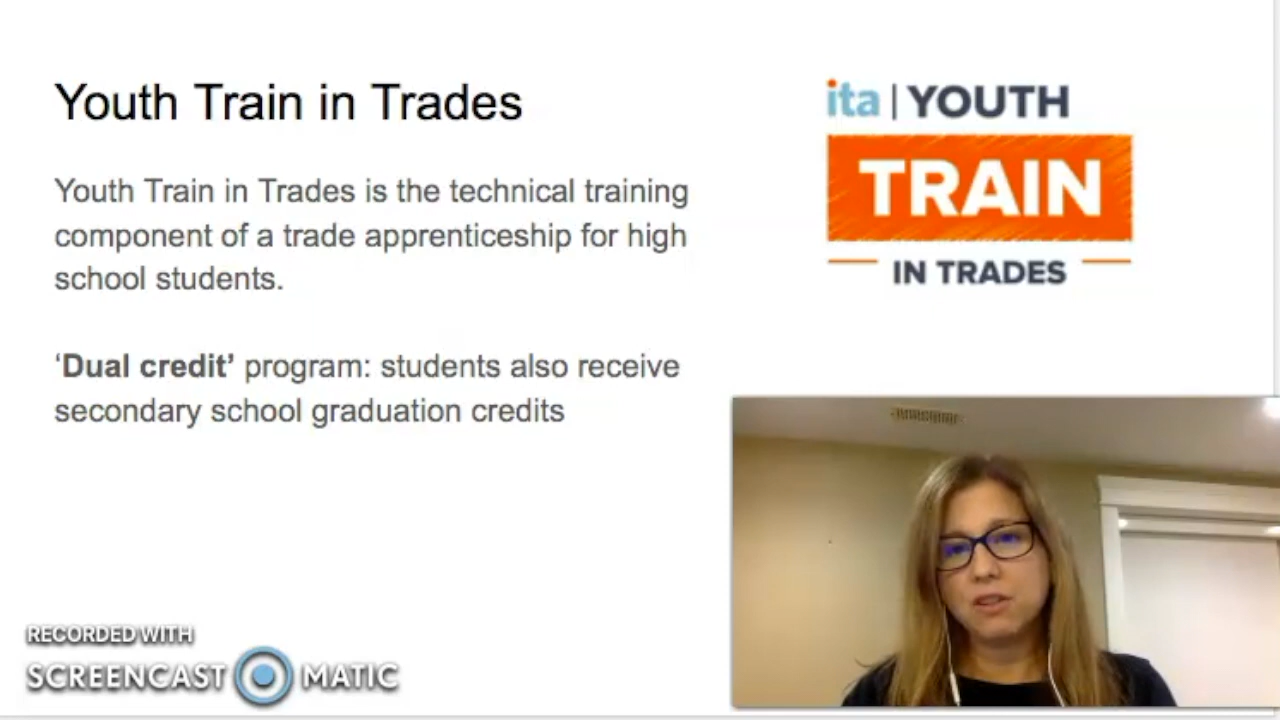 Youth Train in Trades
Youth Train in Trades is the technical training
component of a trade apprenticeship for high
school students.
‘Dual credit’ program: students also receive
secondary school graduation credits
ita | YOUTH
TRAIN
IN TRADES
RECORDED WITH
SCREENCAST MATIC